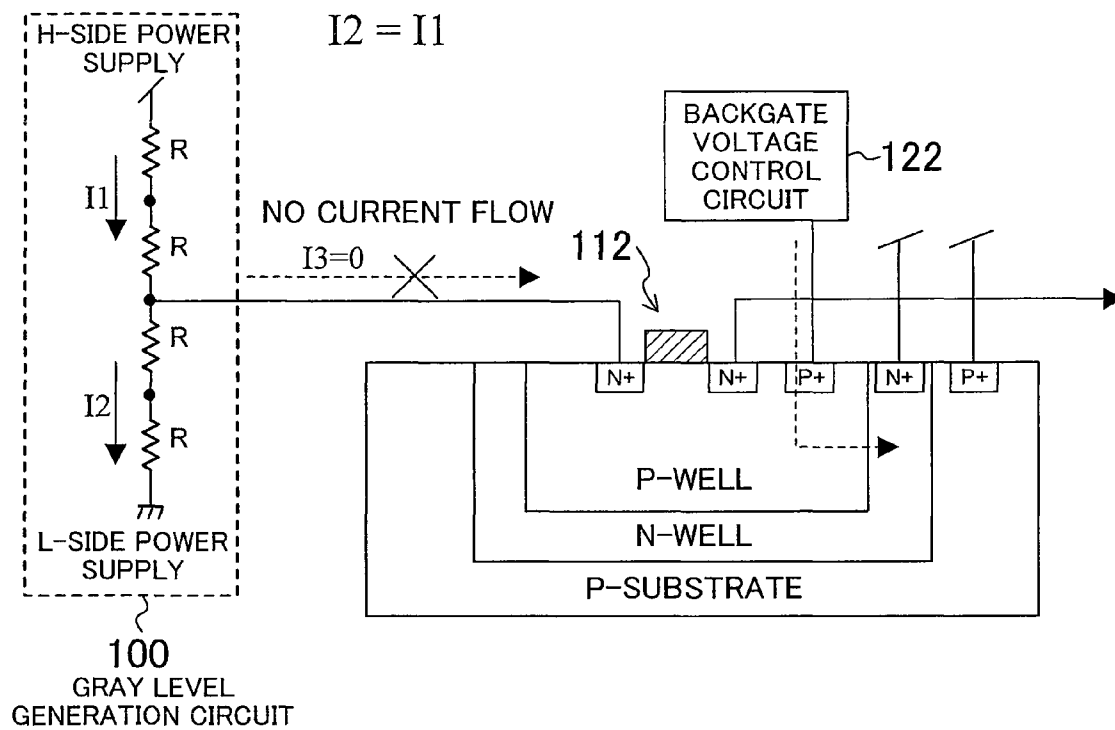 I2 = I1
H-SIDE POWER
SUPPLY
R
I1
R
R
I2
R
L-SIDE POWER
SUPPLY
100
GRAY LEVEL
GENERATION CIRCUIT
NO CURRENT FLOW
I3=0
112
BACKGATE
VOLTAGE
CONTROL
CIRCUIT
122
N+
N+
P+
N+
P+
P-WELL
N-WELL
P-SUBSTRATE